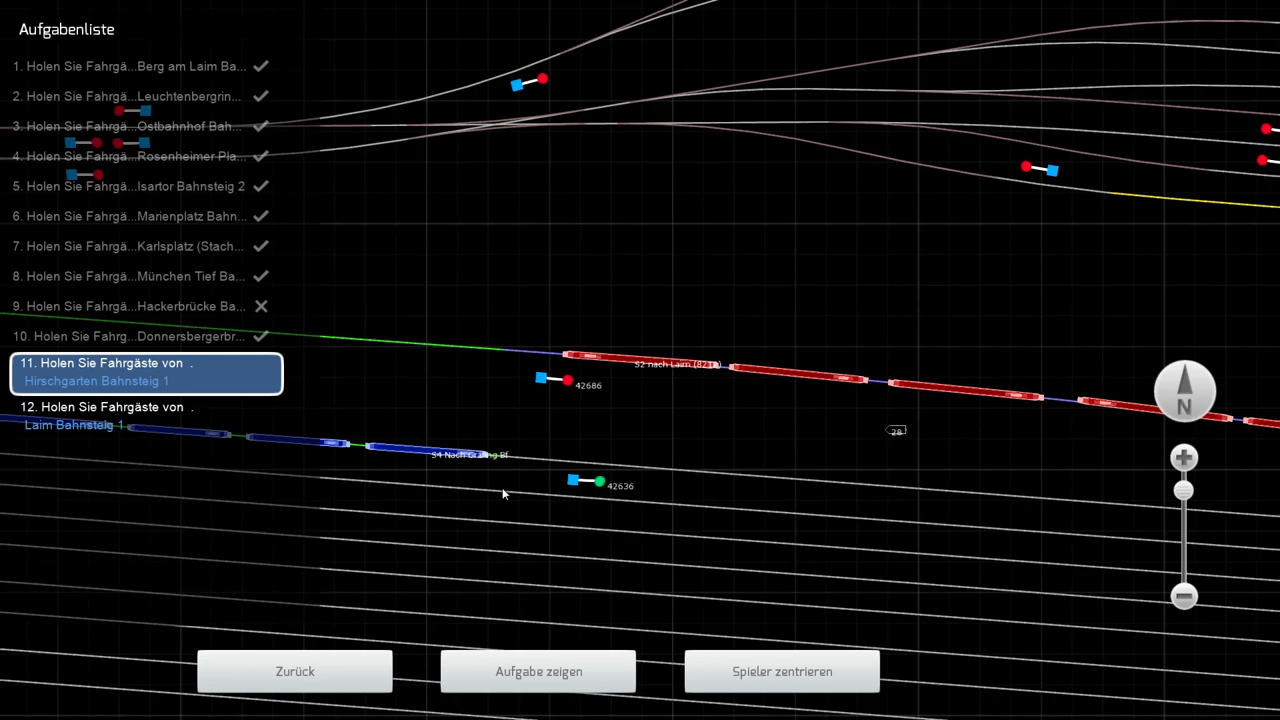 Aufgabenliste
1. Holen Sie Fahrgä...Berg am Laim Ba...
2. Holen Sie Fahrgä...Leuchtenbergrin...
3. Holen Sie Fahrgä...Ostbahnhof Bah...
4. Holen Sie Fahrgä...Rosenheimer Pla...
5. Holen Sie Fahrgä...Isartor Bahnsteig 2
6. Holen Sie Fahrgä...Marienplatz Bahn...
7. Holen Sie Fahrgä...Karlsplatz (Stach...
8. Holen Sie Fahrgä...München Tief Ba...
9. Holen Sie Fahrgä...Hackerbrücke Ba...
10. Holen Sie Fahrg...Donnersbergerbr...
11. Holen Sie Fahrgäste von .
Hirschgarten Bahnsteig 1
12. Holen Sie Fahrgäste von .
Laim Bahnsteig 1
S2 nach Laim
42686
28
S4 Nach Grafing Bf
42636
N
Zurück
Aufgabe zeigen
Spieler zentrieren